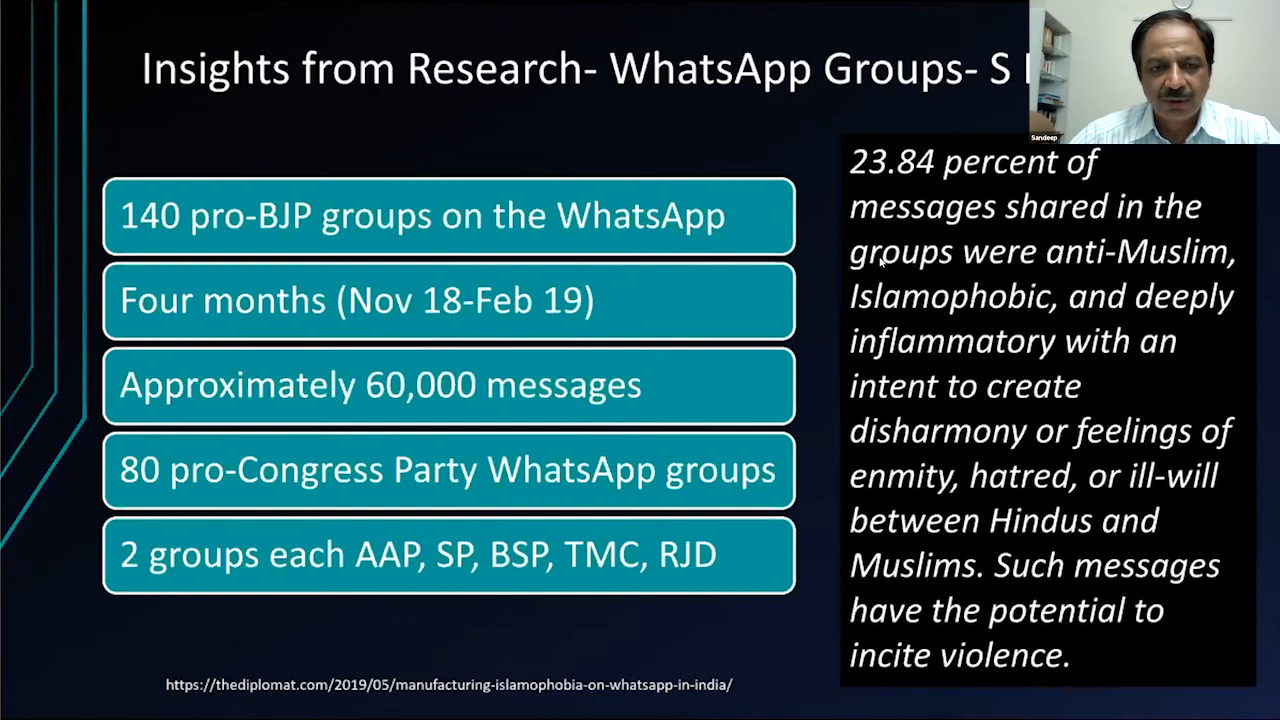 Insights from Research- WhatsApp Groups- S
Sandeep
140 pro-BJP groups on the WhatsApp
Four months (Nov 18-Feb 19)
Approximately 60,000 messages
80 pro-Congress Party WhatsApp groups
2 groups each AAP, SP, BSP, TMC, RJD
23.84 percent of
messages shared in the
groups were anti-Muslim,
Islamophobic, and deeply
inflammatory with an
intent to create
disharmony or feelings of
enmity, hatred, or ill-will
between Hindus and
Muslims. Such messages
have the potential to
incite violence.
https://thediplomat.com/2019/05/manufacturing-islamophobia-on-whatsapp-in-india/